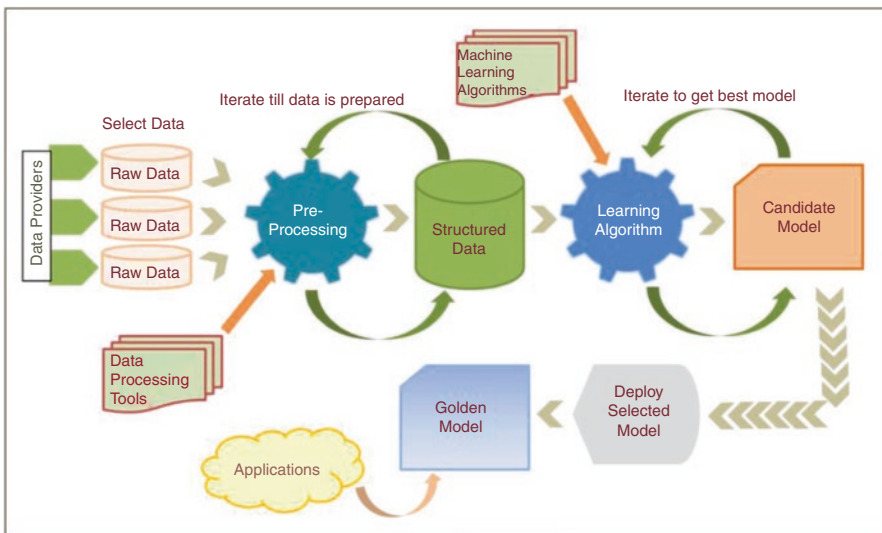 Machine
Learning
Algorithms
Iterate till data is prepared
Iterate to get best model
Select Data
Data Providers
Raw Data
Raw Data
Raw Data
Pre-
Processing
Structured
Data
Learning
Algorithm
Candidate
Model
Data
Processing
Tools
Golden
Model
Deploy
Selected
Model
Applications